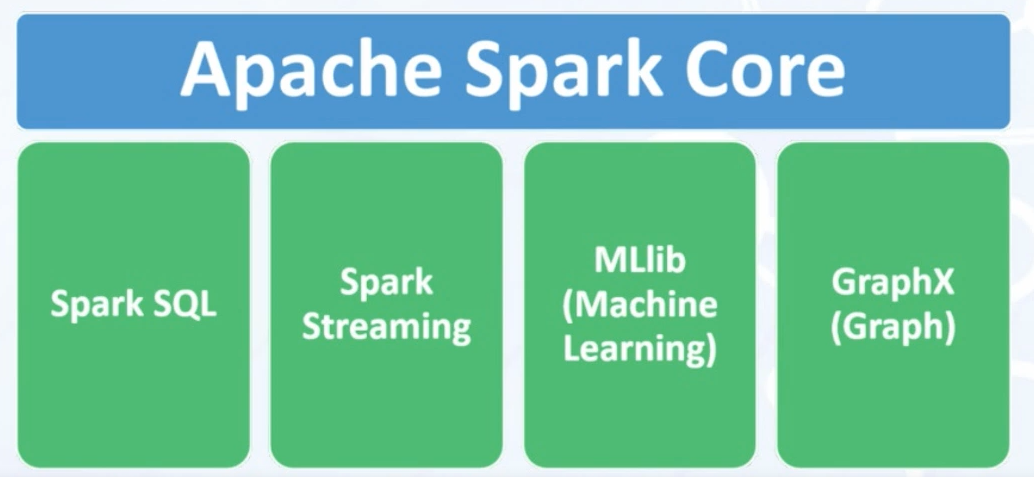 Apache Spark Core
Spark SQL
Spark
Streaming
MLlib
(Machine
Learning)
GraphX
(Graph)